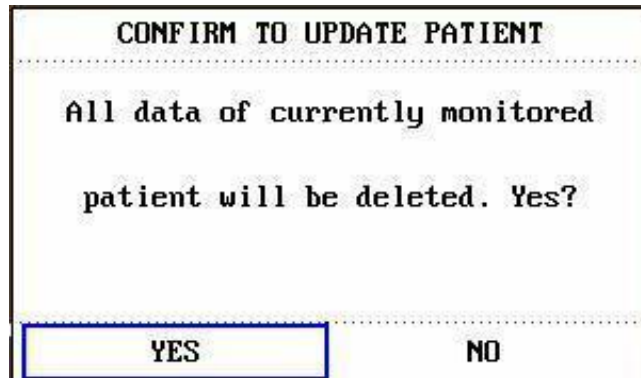 CONFIRM TO UPDATE PATIENT
All data of currently monitored
patient will be deleted. Yes?
YES NO